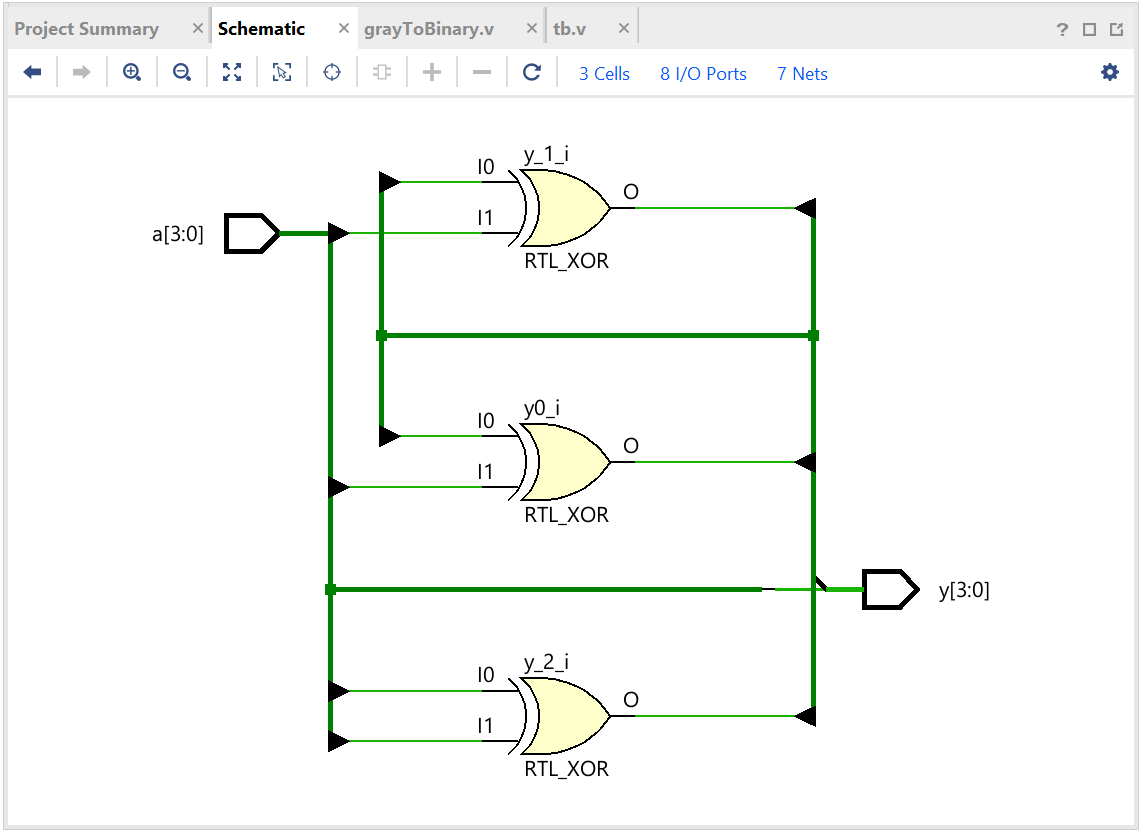 Project Summary × Schematic × grayToBinary.v × tb.v × ?
3 Cells 8 I/O Ports 7 Nets
y_1_i
I0
O
I1
a[3:0]
RTL_XOR
y0_i
I0
O
I1
RTL_XOR
y[3:0]
y_2_i
I0
O
I1
RTL_XOR